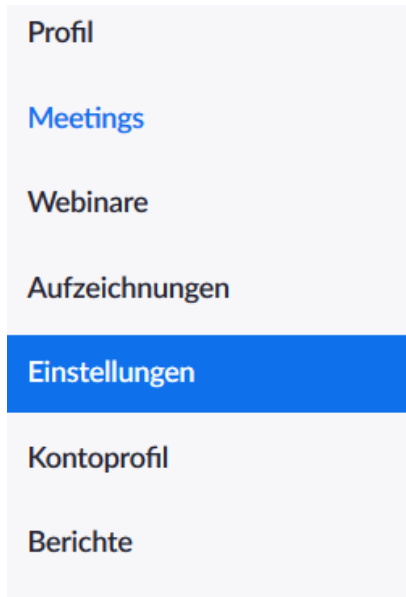 Profil
Meetings
Webinare
Aufzeichnungen
Einstellungen
Kontoprofil
Berichte